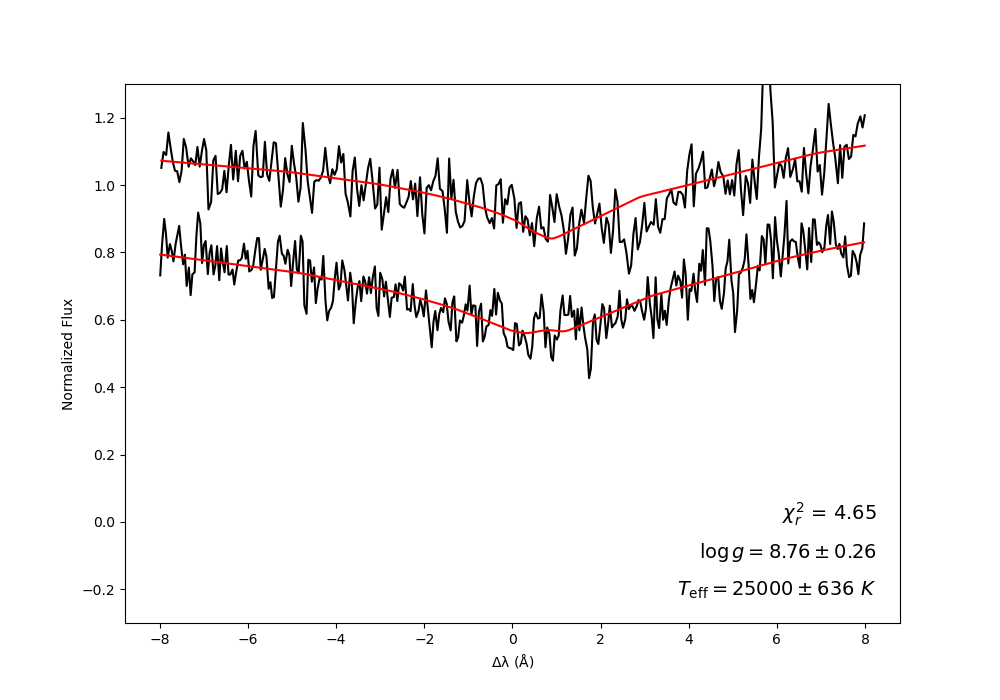 1.2
1.0
0.8
0.6
0.4
0.2
0.0
−0.2
Normalized Flux
χ²ᵣ = 4.65
log g = 8.76 ± 0.26
T_eff = 25000 ± 636 K
−8 −6 −4 −2 0 2 4 6 8
Δλ (Å)